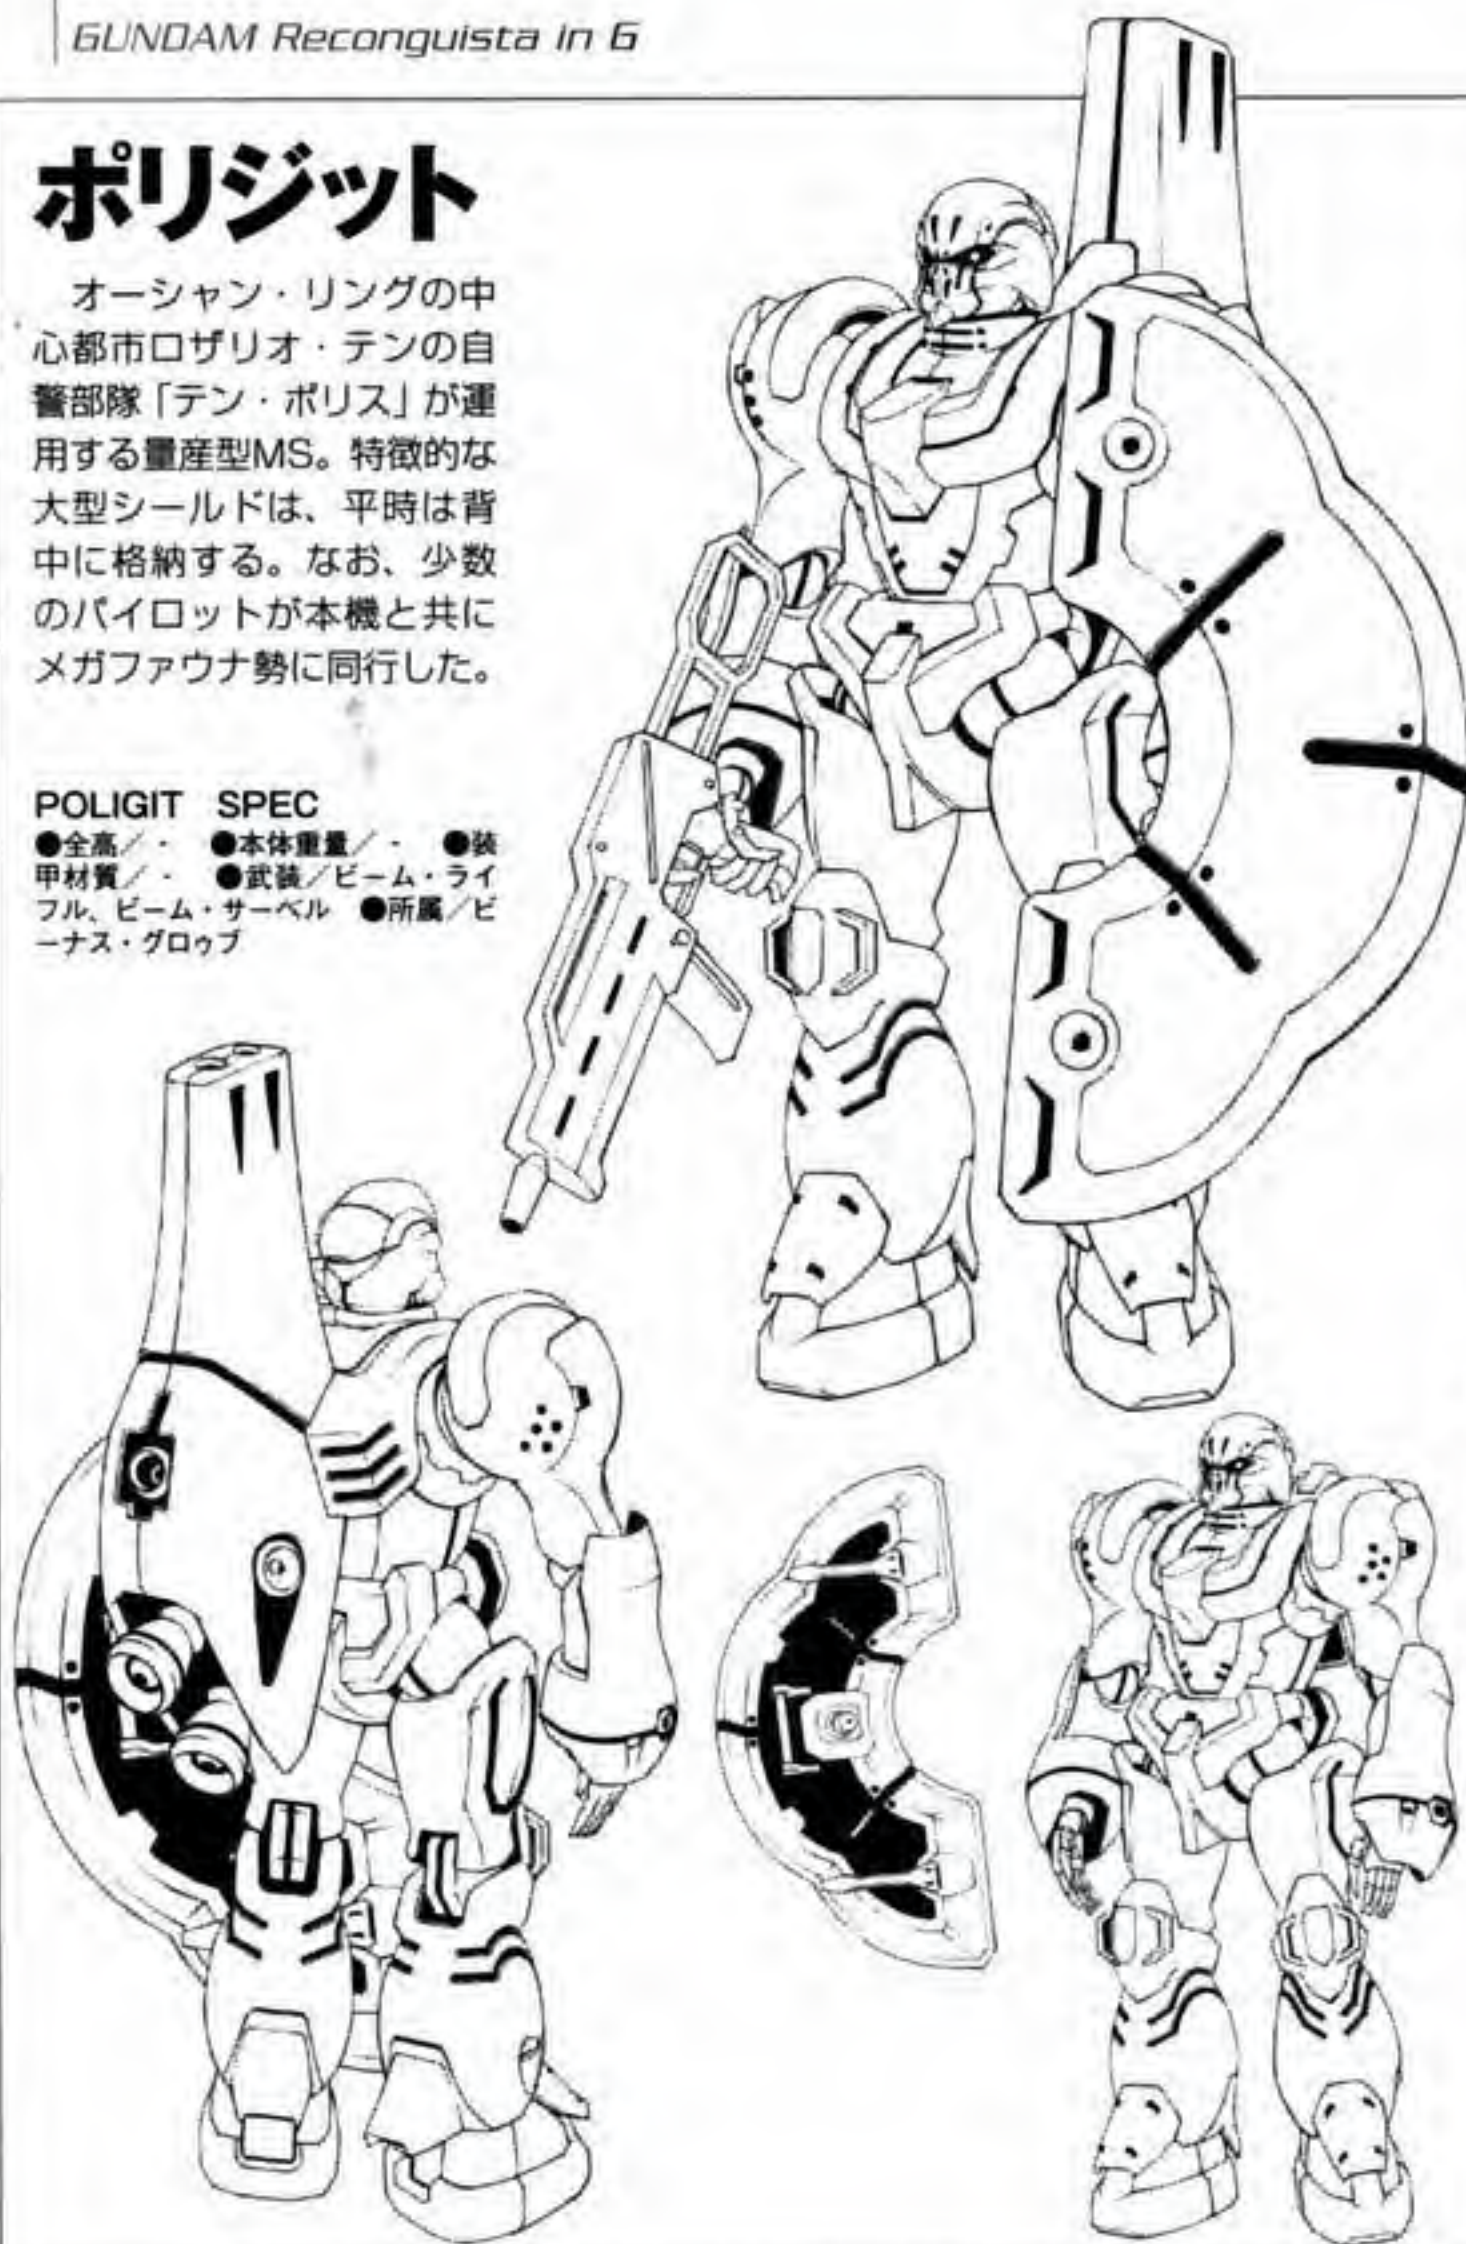 GUNDAM Reconguista in G
ポリジット
　オーシャン・リングの中
心都市ロザリオ・テンの自
警部隊「テン・ポリス」が運
用する量産型MS。特徴的な
大型シールドは、平時は背
中に格納する。なお、少数
のパイロットが本機と共に
メガファウナ勢に同行した。
POLIGIT　SPEC
●全高／-　●本体重量／-　●装
甲材質／-　●武装／ビーム・ライ
フル、ビーム・サーベル　●所属／ビ
ーナス・グロゥブ